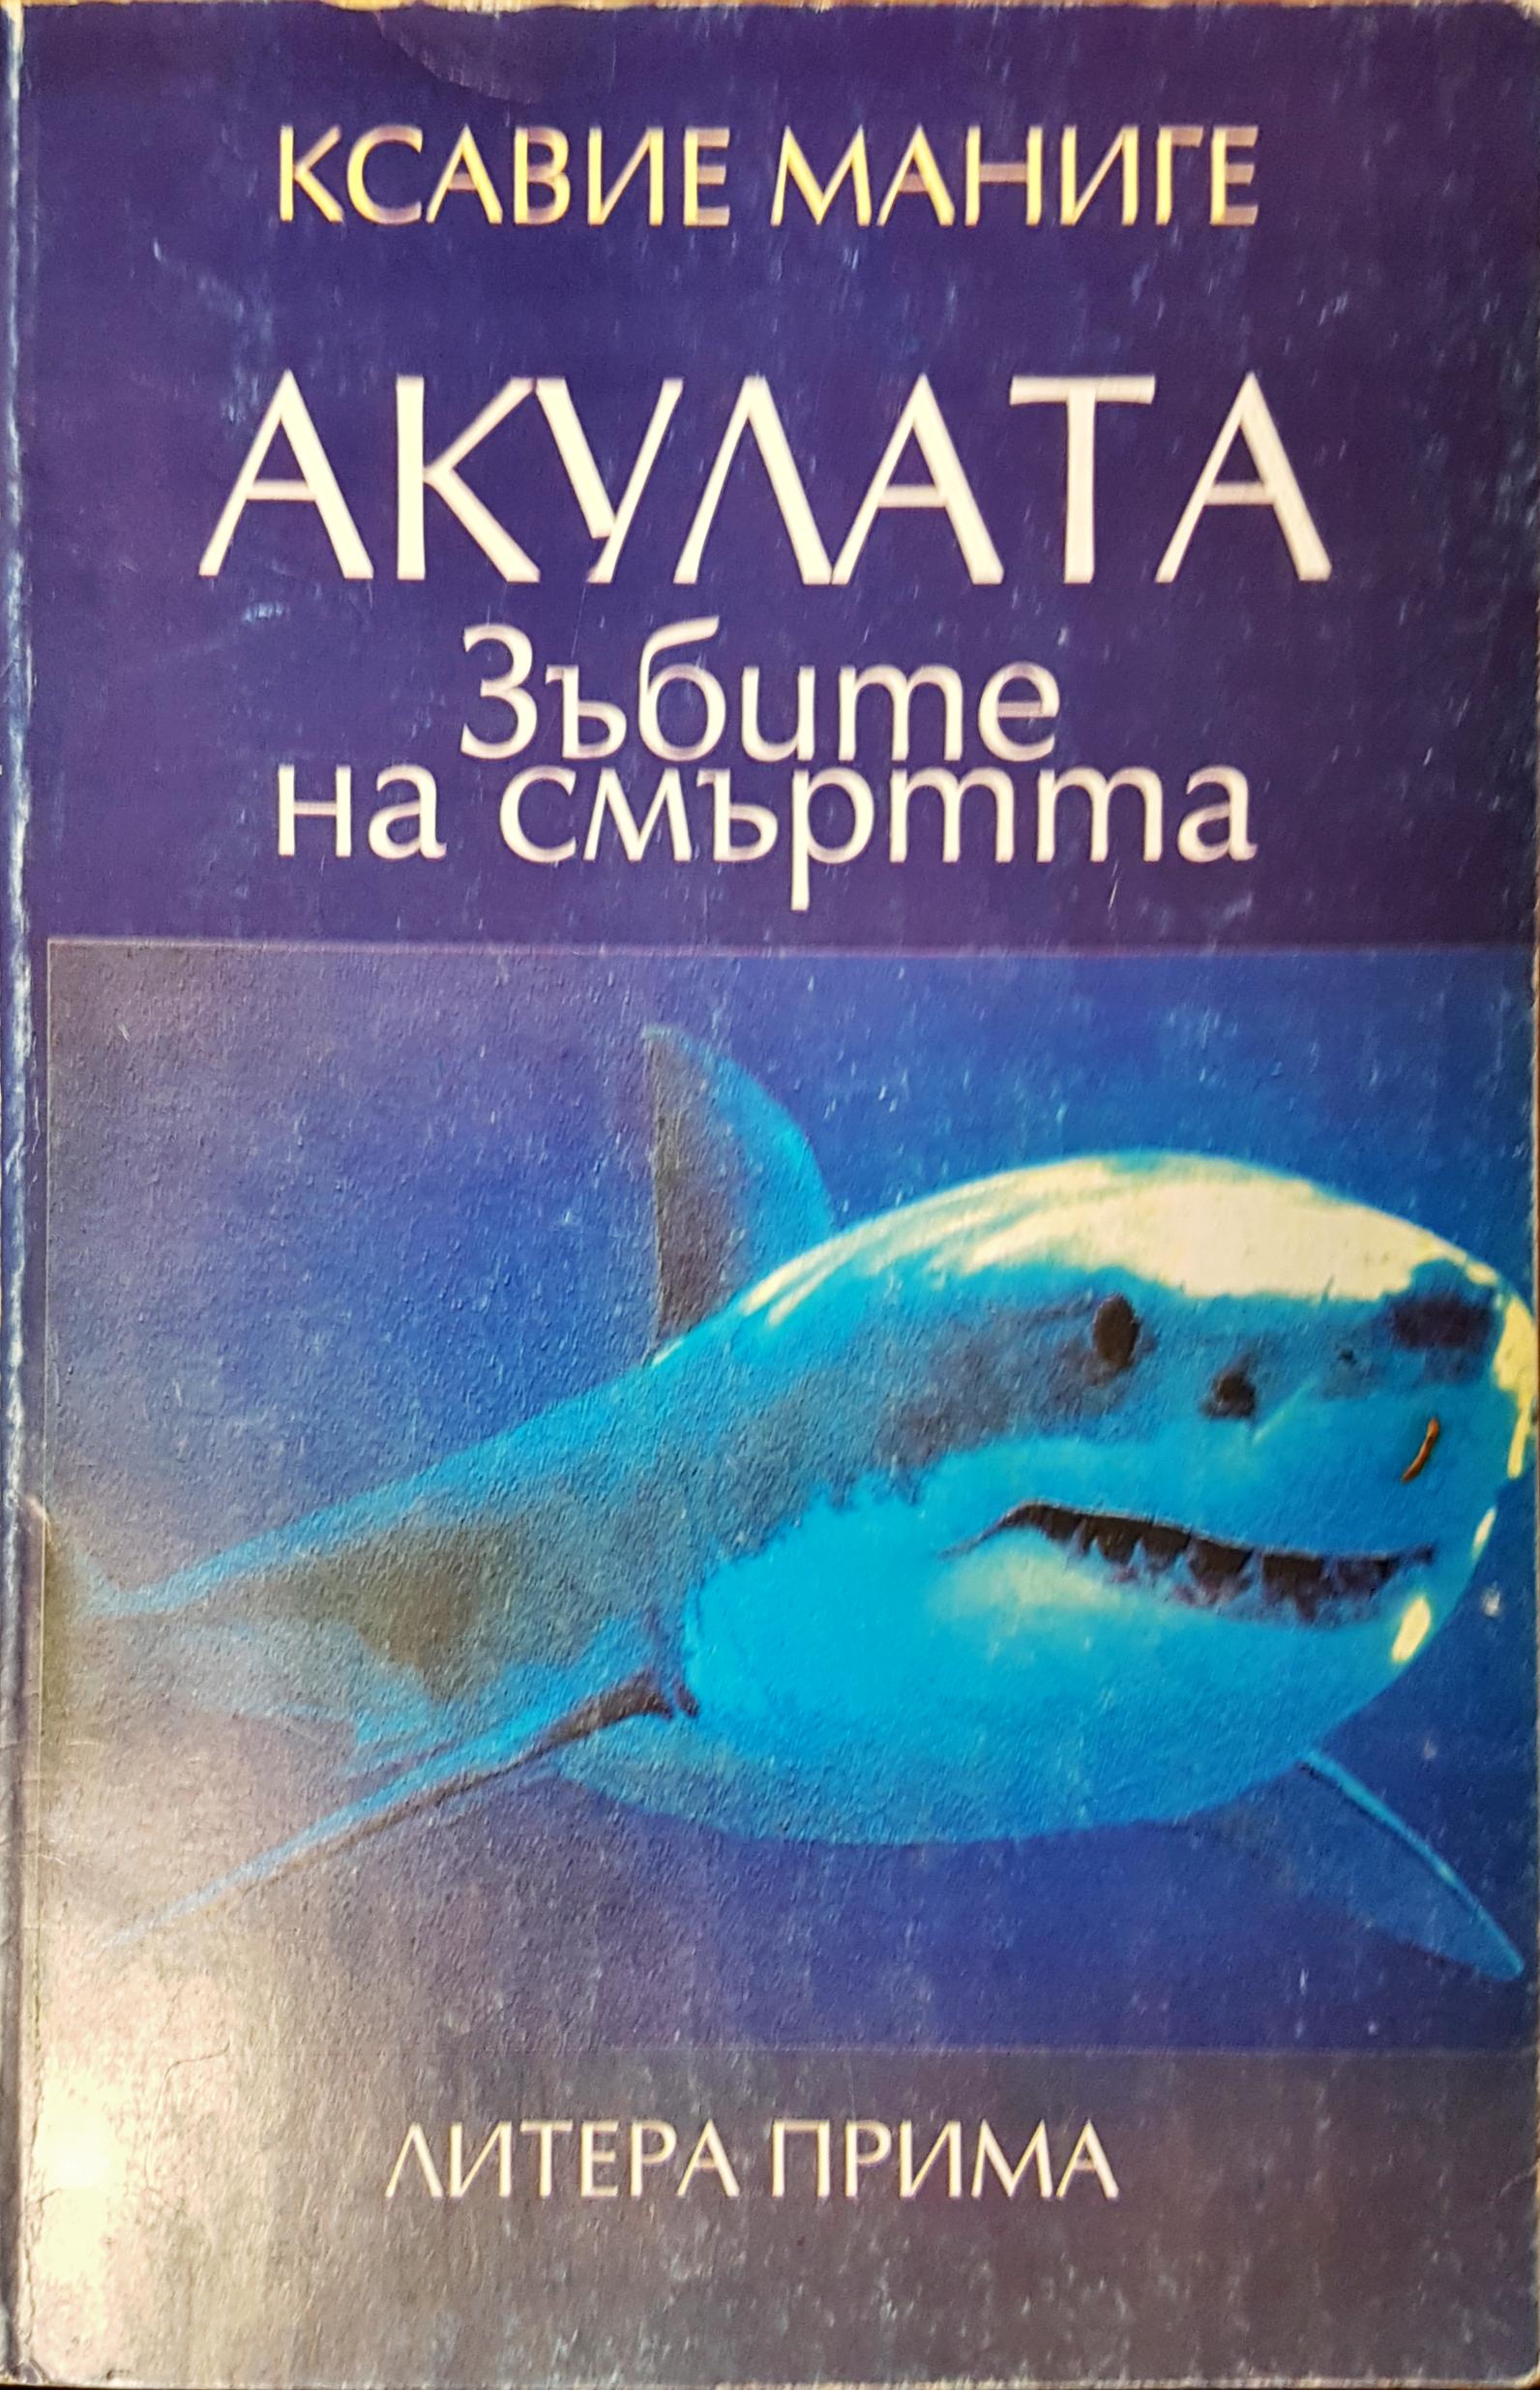 КСАВИЕ МАНИГЕ
АКУЛАТА
Зъбите
на смъртта
ЛИТЕРА ПРИМА